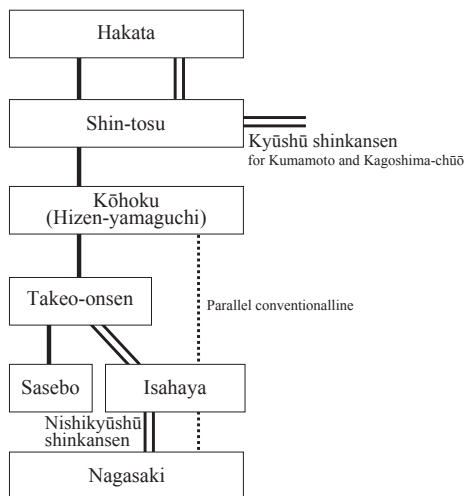 Hakata
Shin-tosu
Kyūshū shinkansen
for Kumamoto and Kagoshima-chūō
Kōhoku
(Hizen-yamaguchi)
Takeo-onsen
Parallel conventionalline
Sasebo
Isahaya
Nishikyūshū
shinkansen
Nagasaki